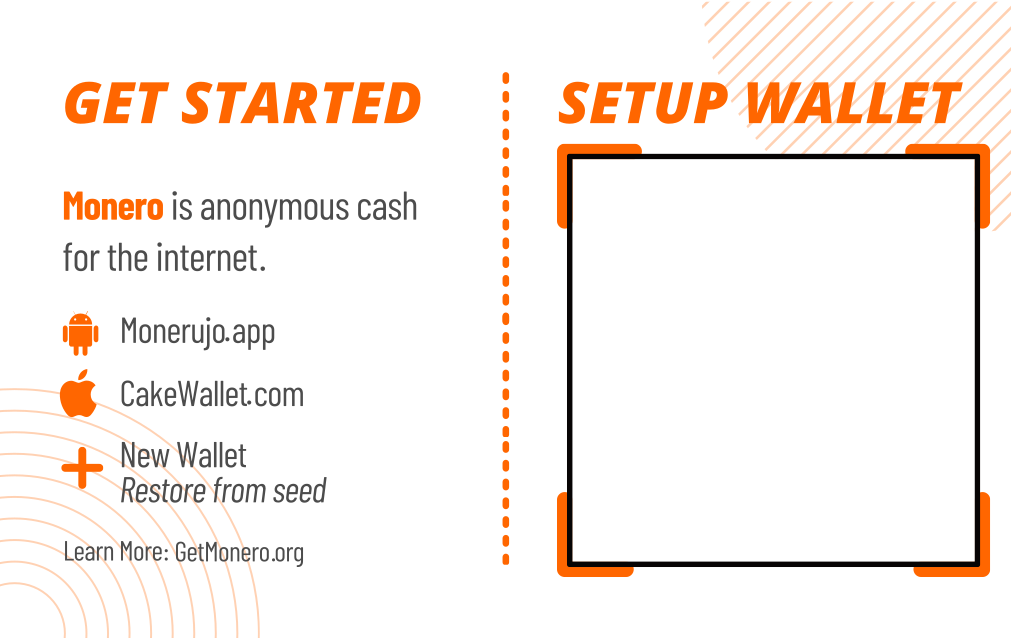 GET STARTED
Monero is anonymous cash
for the internet.
Monerujo.app
CakeWallet.com
New Wallet
Restore from seed
Learn More: GetMonero.org
SETUP WALLET